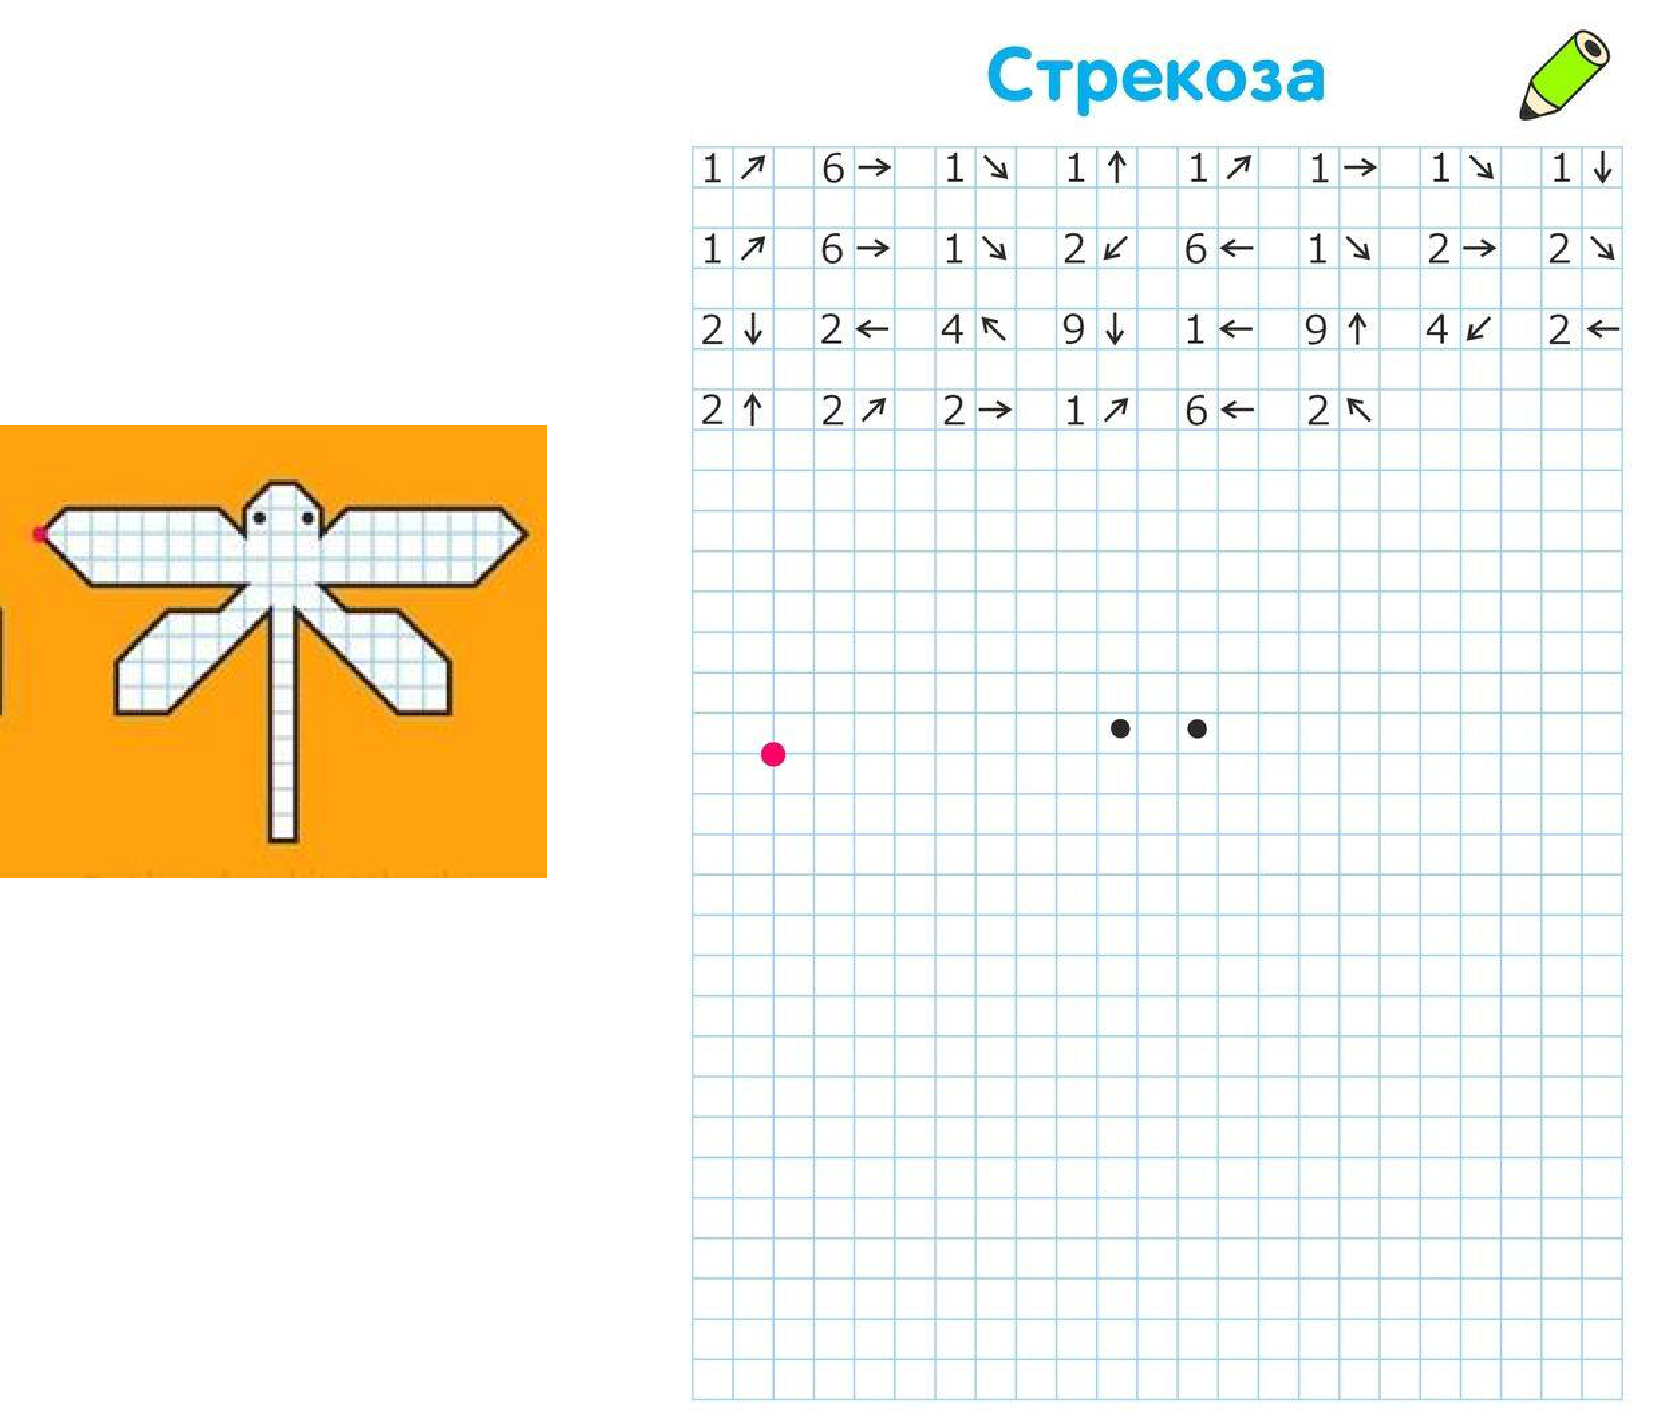 Стрекоза
1 ↗ 6 → 1 ↘ 1 ↑ 1 ↗ 1 → 1 ↘ 1 ↓
1 ↗ 6 → 1 ↘ 2 ↙ 6 ← 1 ↘ 2 → 2 ↘
2 ↓ 2 ← 4 ↖ 9 ↓ 1 ← 9 ↑ 4 ↙ 2 ←
2 ↑ 2 ↗ 2 → 1 ↗ 6 ← 2 ↖